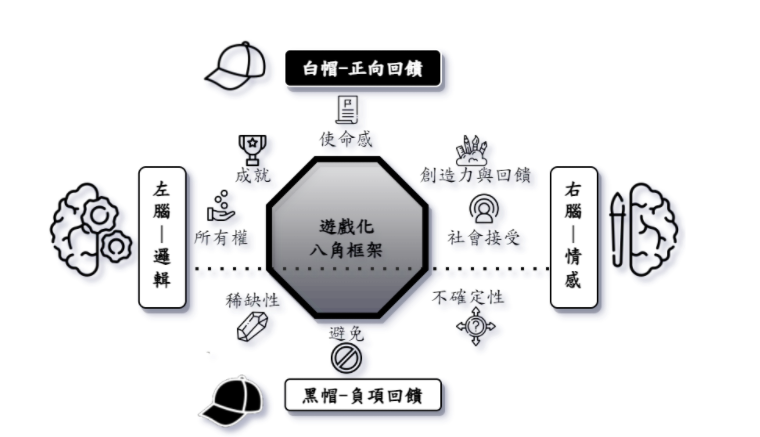 白帽-正向回饋
使命感
成就
創造力與回饋
左腦|邏輯
所有權
遊戲化
八角框架
社會接受
右腦|情感
稀缺性
不確定性
避免
黑帽-負項回饋